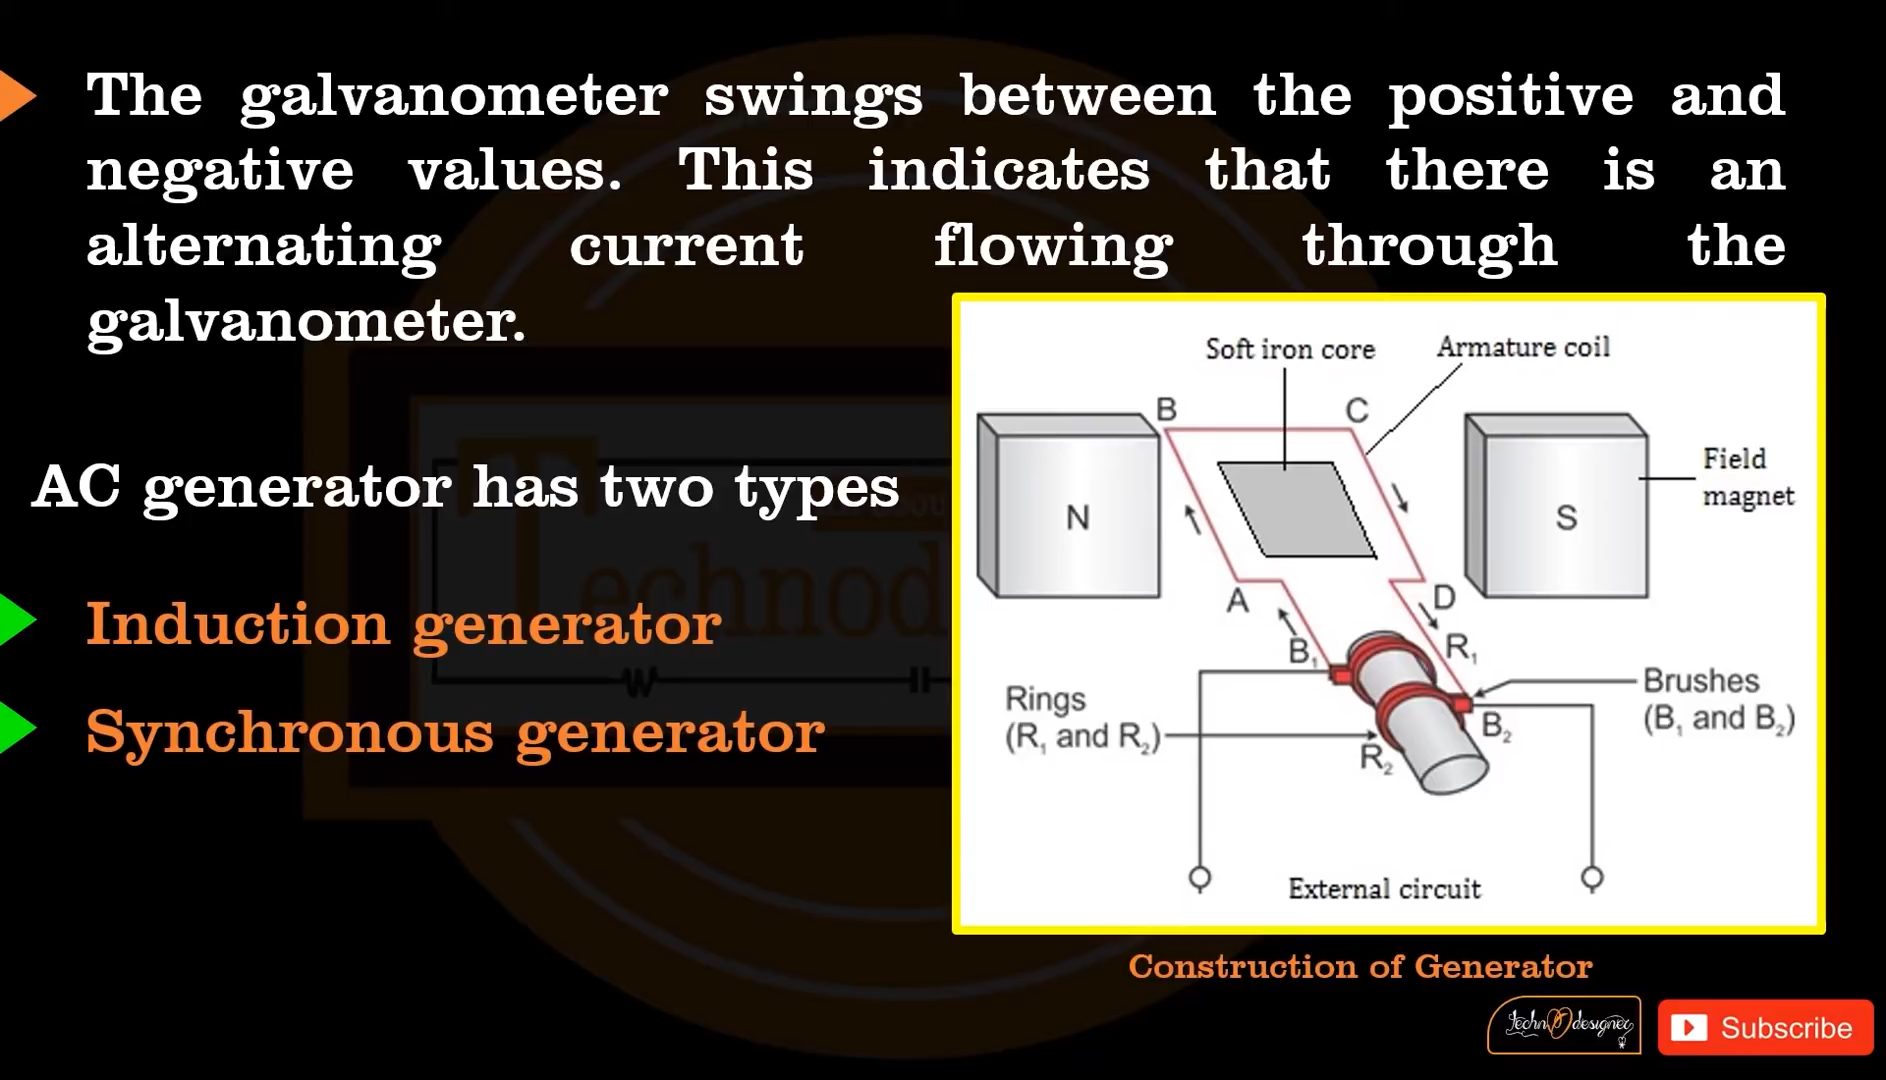 The galvanometer swings between the positive and
negative values. This indicates that there is an
alternating current flowing through the
galvanometer.
AC generator has two types
Induction generator
Synchronous generator
Soft iron core
Armature coil
B
C
N
S
Field
magnet
A
D
B₁
R₁
Rings
(R₁ and R₂)
Brushes
(B₁ and B₂)
B₂
R₂
External circuit
Construction of Generator
Techno designer
Subscribe